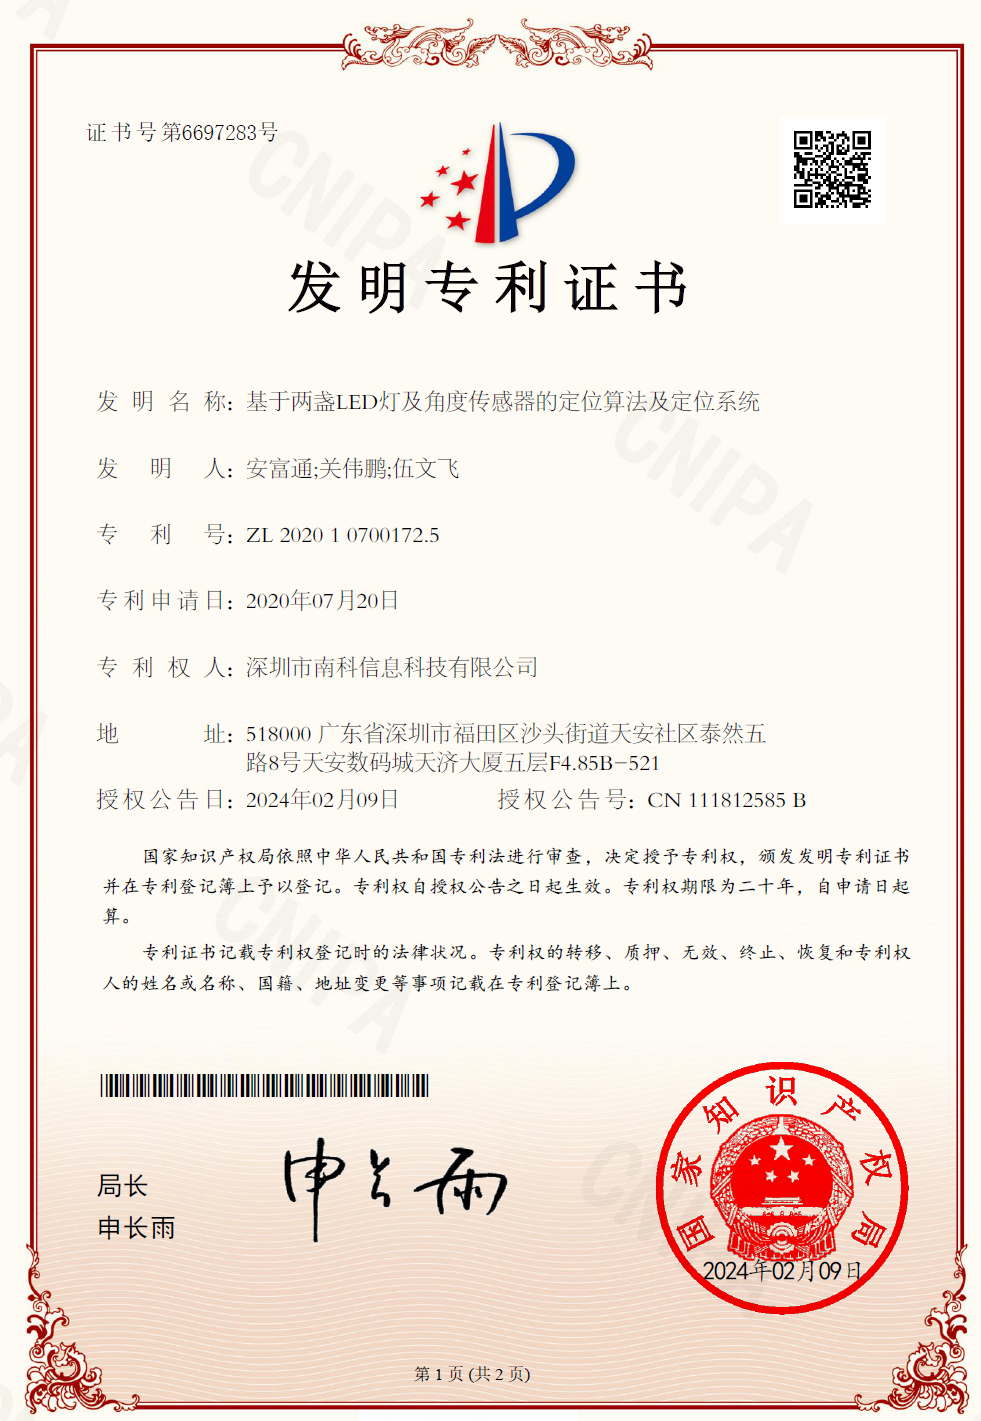 证书号第6697283号
发明专利证书
发明名称：基于两盏LED灯及角度传感器的定位算法及定位系统
发明人：安富通;关伟鹏;伍文飞
专利号：ZL 2020 1 0700172.5
专利申请日：2020年07月20日
专利权人：深圳市南科信息科技有限公司
地址：518000 广东省深圳市福田区沙头街道天安社区泰然五
路8号天安数码城天济大厦五层F4.85B-521
授权公告日：2024年02月09日 授权公告号：CN 111812585 B
国家知识产权局依照中华人民共和国专利法进行审查，决定授予专利权，颁发发明专利证书
并在专利登记簿上予以登记。专利权自授权公告之日起生效。专利权期限为二十年，自申请日起
算。
专利证书记载专利权登记时的法律状况。专利权的转移、质押、无效、终止、恢复和专利权
人的姓名或名称、国籍、地址变更等事项记载在专利登记簿上。
局长
申长雨
申长雨
国家知识产权局
2024年02月09日
第 1 页 (共 2 页)
CNIPA
CNIPA
CNIPA
CNIPA